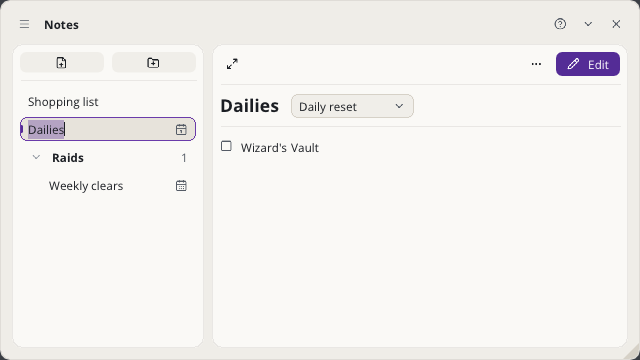 Notes
Shopping list
Dailies
Raids 1
Weekly clears
Edit
Dailies Daily reset
Wizard's Vault